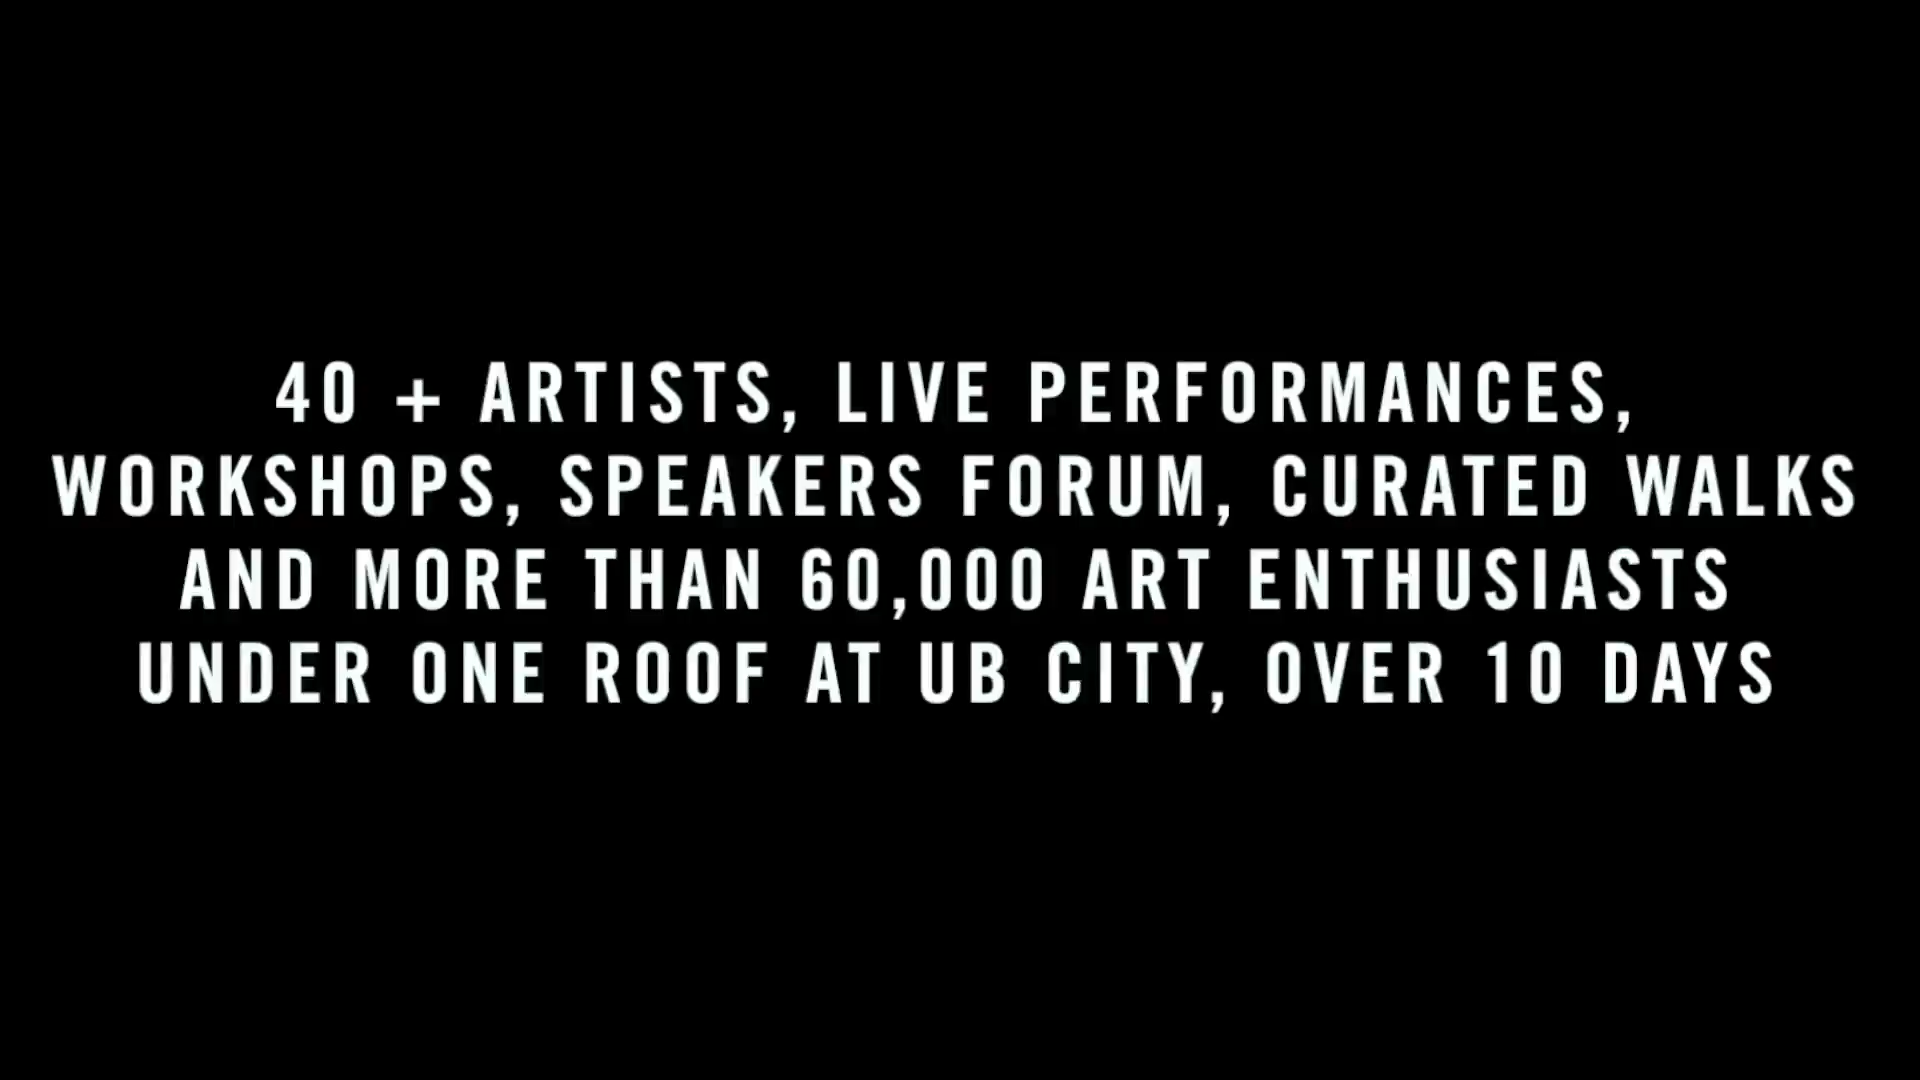 40 + ARTISTS, LIVE PERFORMANCES,
WORKSHOPS, SPEAKERS FORUM, CURATED WALKS
AND MORE THAN 60,000 ART ENTHUSIASTS
UNDER ONE ROOF AT UB CITY, OVER 10 DAYS